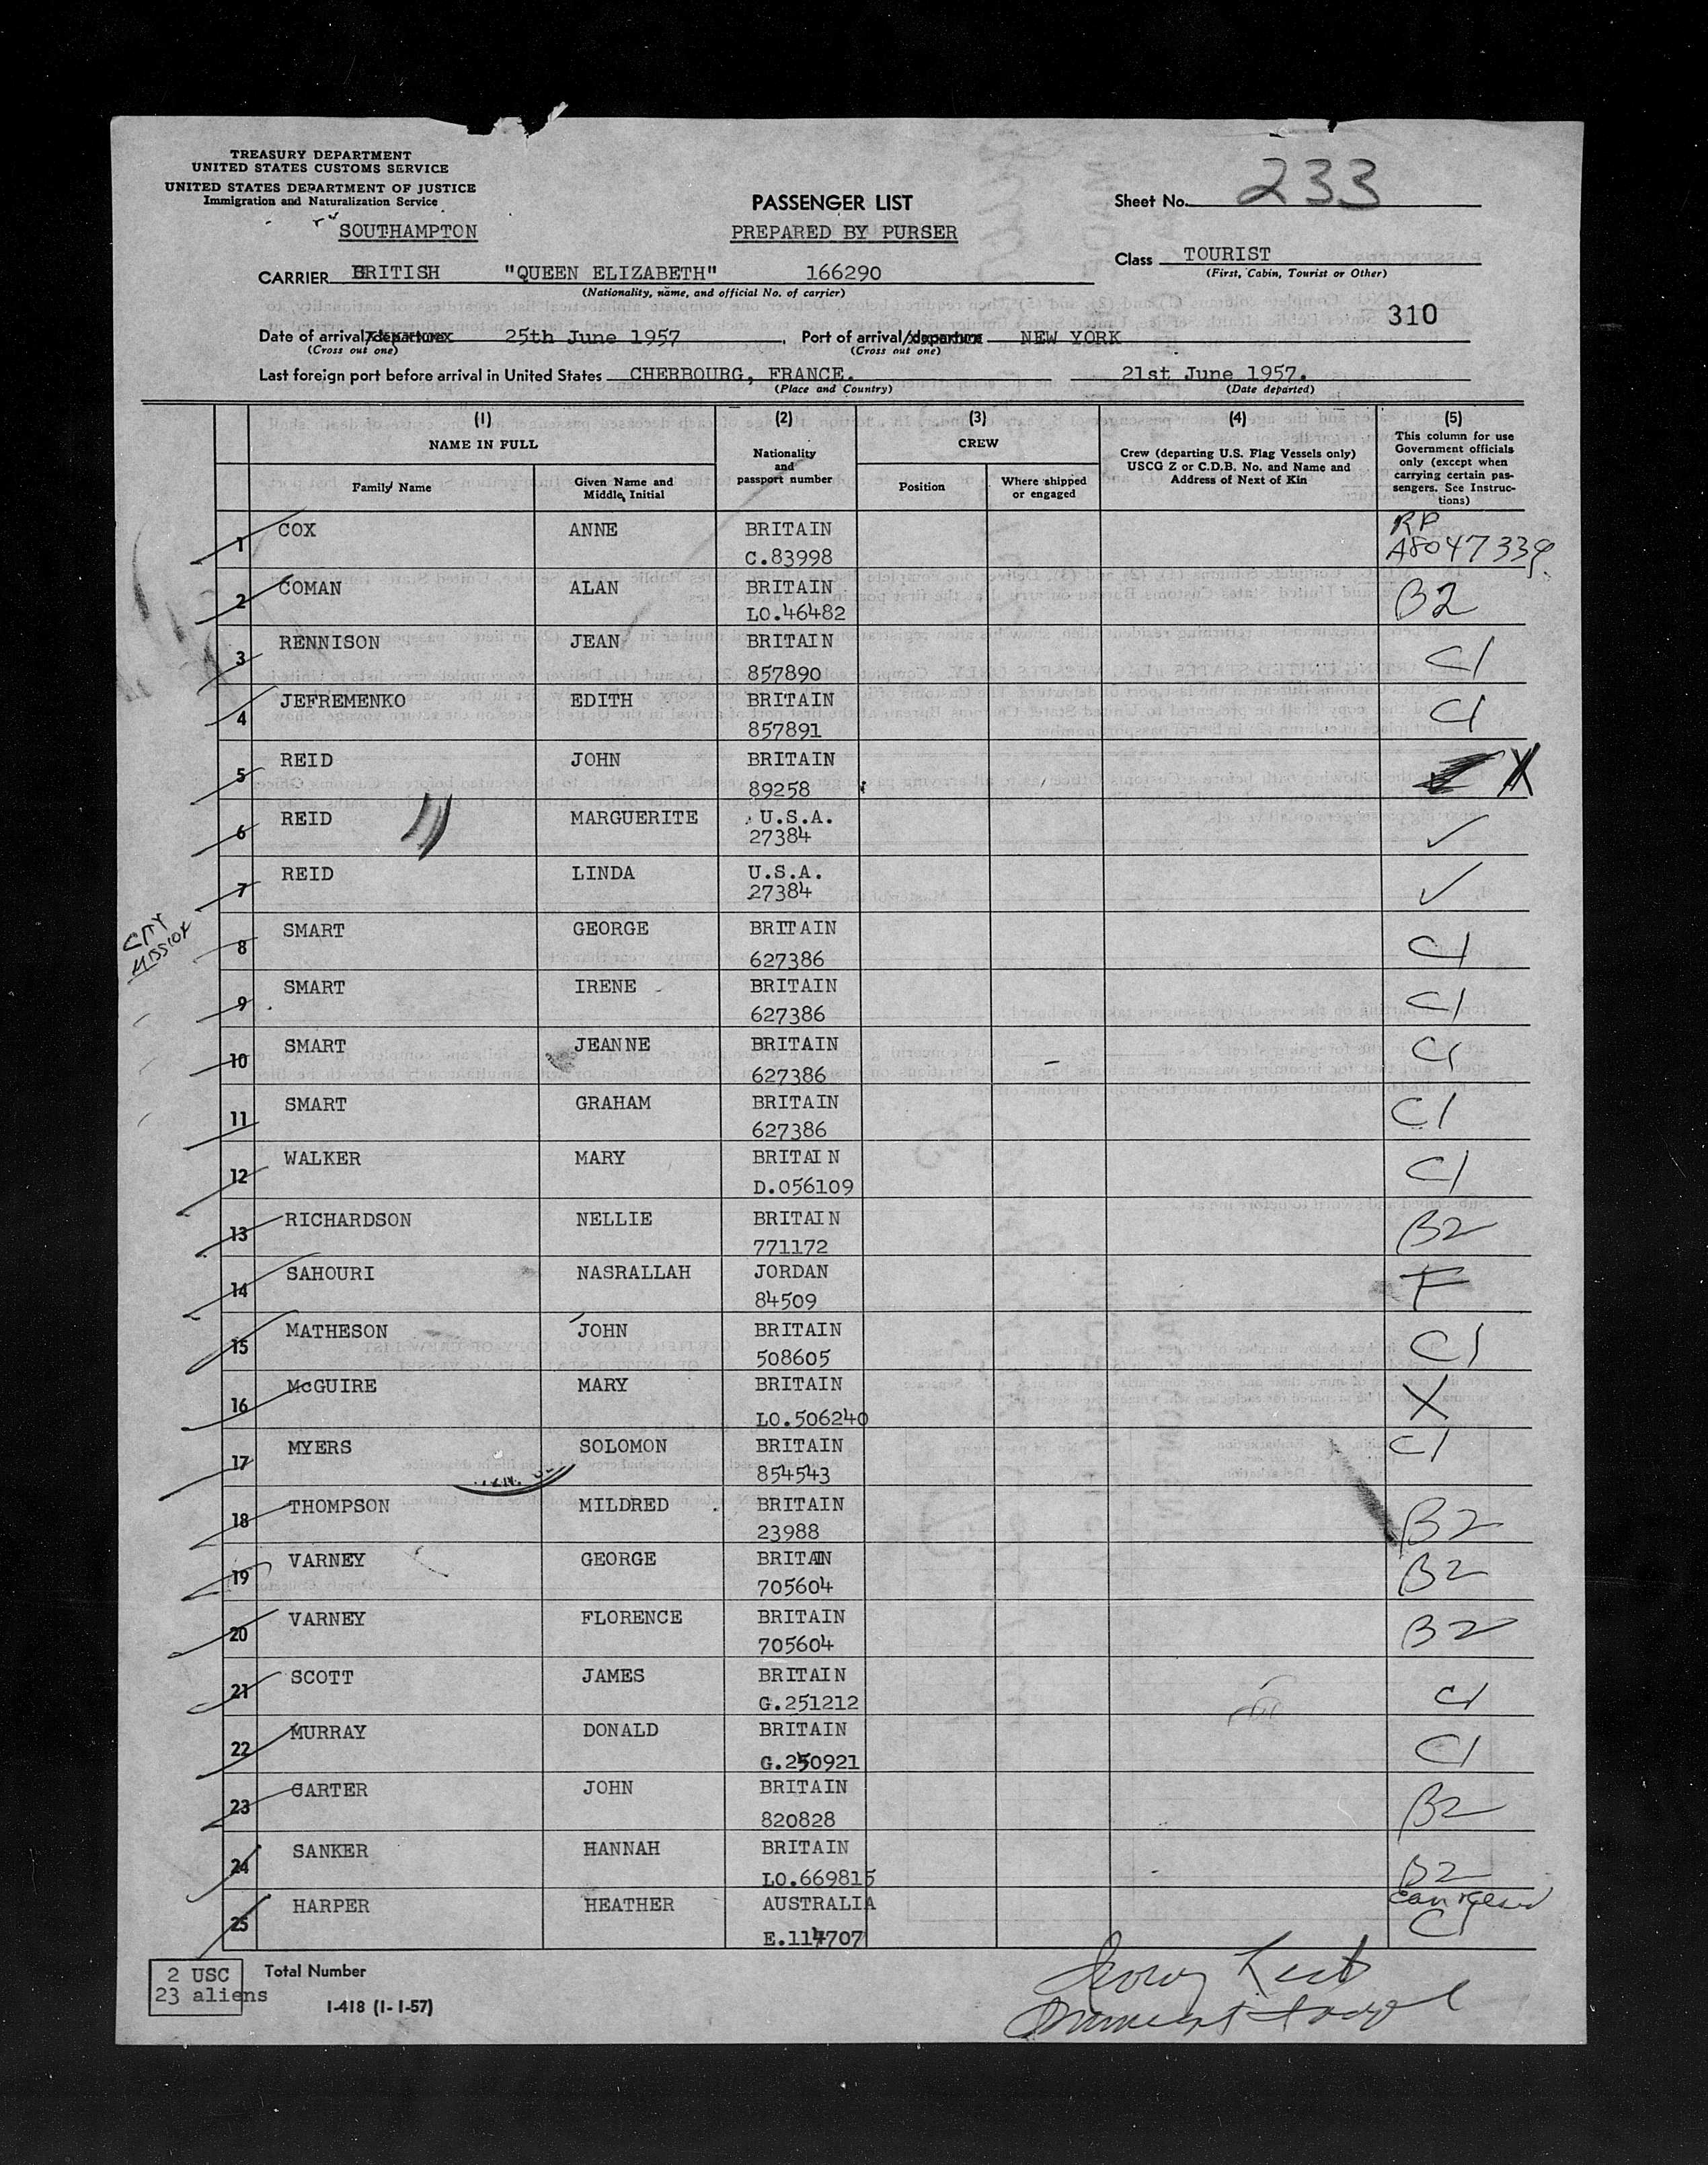 TREASURY DEPARTMENT
UNITED STATES CUSTOMS SERVICE
UNITED STATES DEPARTMENT OF JUSTICE
Immigration and Naturalization Service
SOUTHAMPTON
PASSENGER LIST
PREPARED BY PURSER
Sheet No. 233
Class TOURIST
(First, Cabin, Tourist or Other)
CARRIER BRITISH "QUEEN ELIZABETH" 166290
(Nationality, name, and official No. of carrier)
310
Date of arrival/departure 25th June 1957. Port of arrival/departure NEW YORK
(Cross out one) (Cross out one)
Last foreign port before arrival in United States CHERBOURG, FRANCE. 21st June 1957.
(Place and Country) (Date departed)
(1) (2) (3) (4) (5)
NAME IN FULL
Family Name
Given Name and Middle Initial
Nationality and passport number
CREW
Position
Where shipped or engaged
Crew (departing U.S. Flag Vessels only) USCG Z or C.D.B. No. and Name and Address of Next of Kin
This column for use Government officials only (except when carrying certain passengers. See Instructions)
1 COX ANNE BRITAIN RP
C.83998 A8047339
2 COMAN ALAN BRITAIN B2
LO.46482
3 RENNISON JEAN BRITAIN C1
857890
4 JEFREMENKO EDITH BRITAIN C1
857891
5 REID JOHN BRITAIN X
89258
6 REID MARGUERITE U.S.A. ✓
27384
7 REID LINDA U.S.A. ✓
27384
CITY
MISSION
8 SMART GEORGE BRITAIN C1
627386
9 SMART IRENE BRITAIN C1
627386
10 SMART JEANNE BRITAIN C1
627386
11 SMART GRAHAM BRITAIN C1
627386
12 WALKER MARY BRITAIN C1
D.056109
13 RICHARDSON NELLIE BRITAIN B2
771172
14 SAHOURI NASRALLAH JORDAN F
84509
15 MATHESON JOHN BRITAIN C1
508605
16 McGUIRE MARY BRITAIN X
LO.506240
17 MYERS SOLOMON BRITAIN C1
854543
18 THOMPSON MILDRED BRITAIN B2
23988
19 VARNEY GEORGE BRITAIN B2
705604
20 VARNEY FLORENCE BRITAIN B2
705604
21 SCOTT JAMES BRITAIN C1
G.251212
22 MURRAY DONALD BRITAIN C1
G.250921
23 CARTER JOHN BRITAIN B2
820828
24 SANKER HANNAH BRITAIN B2
LO.669815
25 HARPER HEATHER AUSTRALIA C1
E.114707
2 USC
23 aliens
Total Number
I-418 (1-1-57)